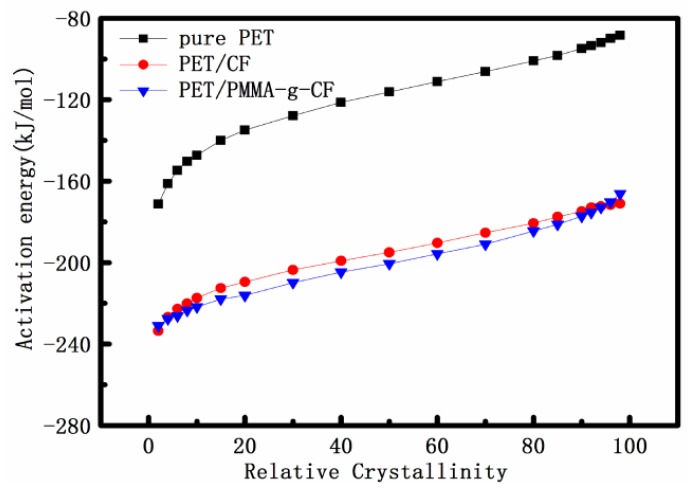 -80
-120
-160
-200
-240
-280
Activation energy(kJ/mol)
pure PET
PET/CF
PET/PMMA-g-CF
0 20 40 60 80 100
Relative Crystallinity